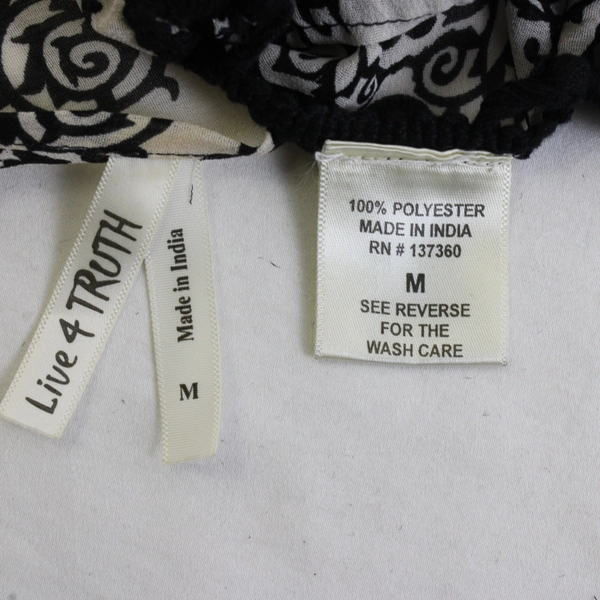 Live 4 TRUTH
Made in India
M
100% POLYESTER
MADE IN INDIA
RN # 137360
M
SEE REVERSE
FOR THE
WASH CARE